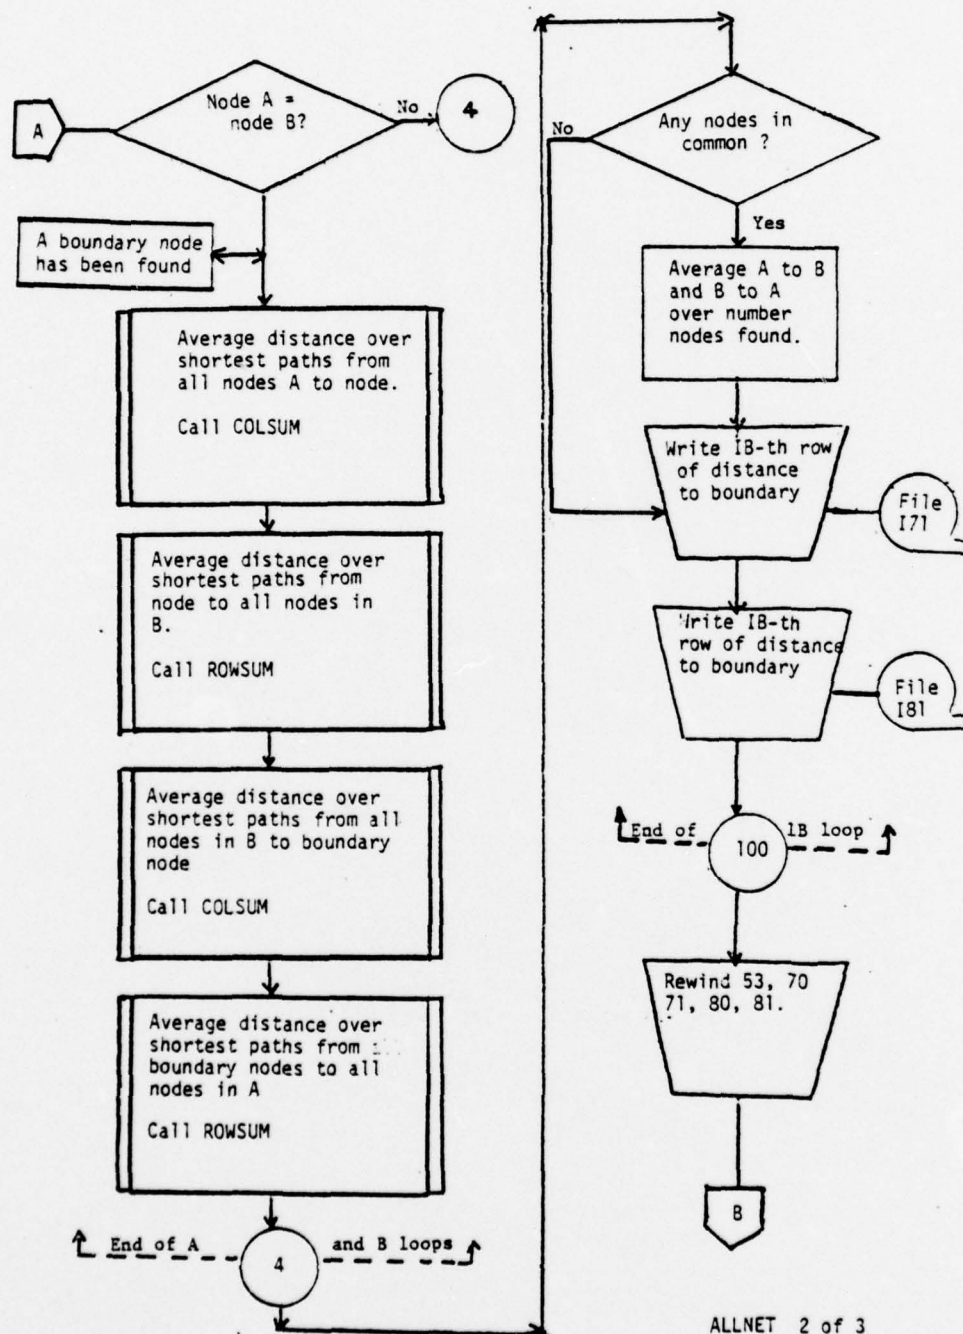 A
Node A =
node B?
No
4
A boundary node
has been found
Average distance over
shortest paths from
all nodes A to node.
Call COLSUM
Average distance over
shortest paths from
node to all nodes in
B.
Call ROWSUM
Average distance over
shortest paths from all
nodes in B to boundary
node
Call COLSUM
Average distance over
shortest paths from
boundary nodes to all
nodes in A
Call ROWSUM
End of A
and B loops
4
Any nodes in
common ?
No
Yes
Average A to B
and B to A
over number
nodes found.
Write IB-th row
of distance
to boundary
File
I71
Write IB-th
row of distance
to boundary
File
I81
End of
IB loop
100
Rewind 53, 70
71, 80, 81.
B
ALLNET 2 of 3